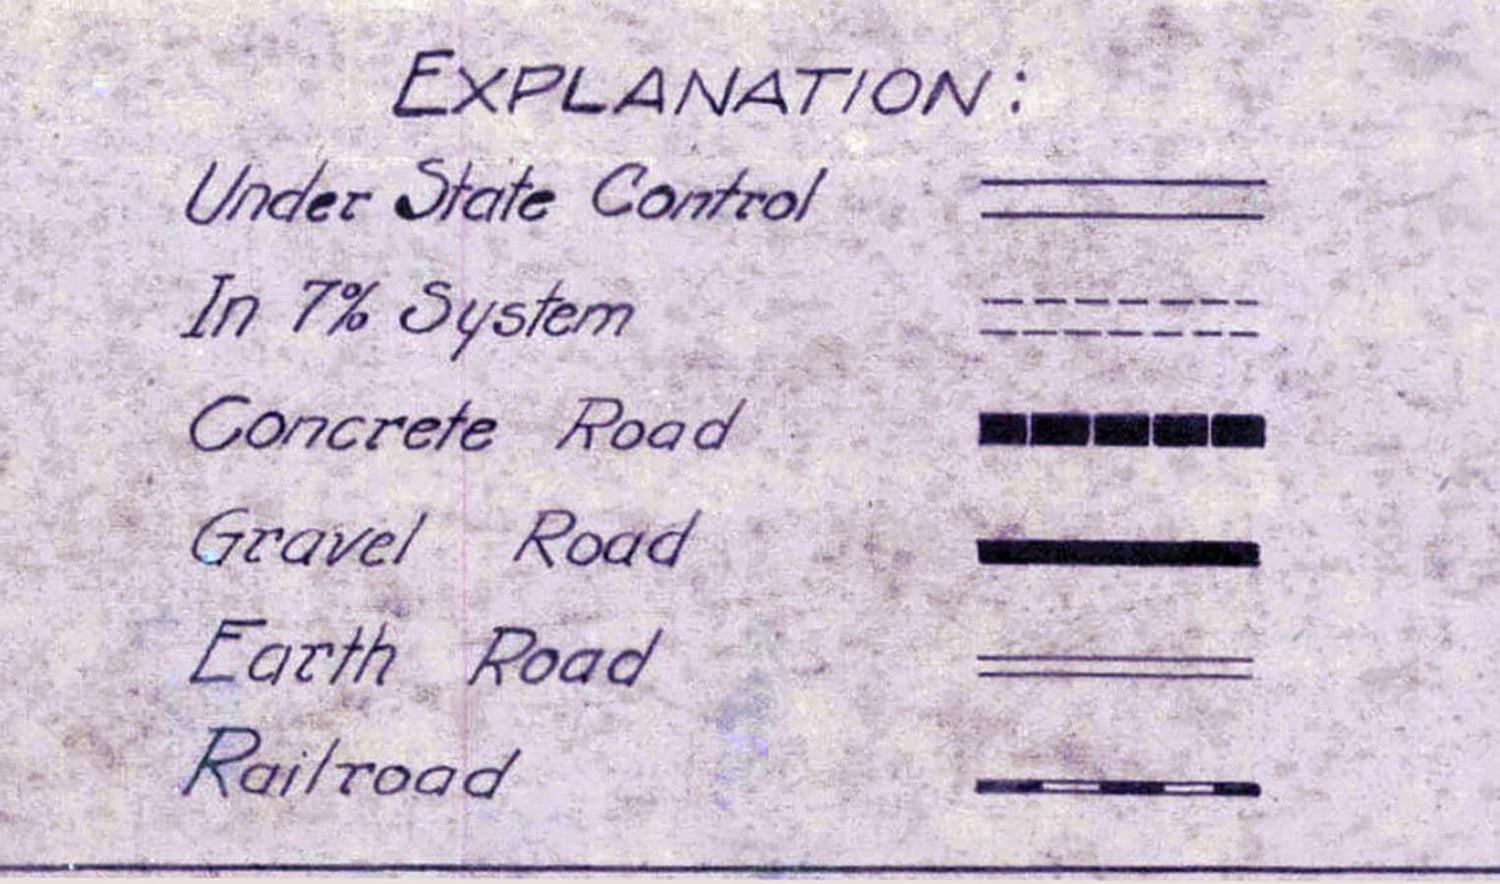 EXPLANATION:
Under State Control
In 7% System
Concrete Road
Gravel Road
Earth Road
Railroad